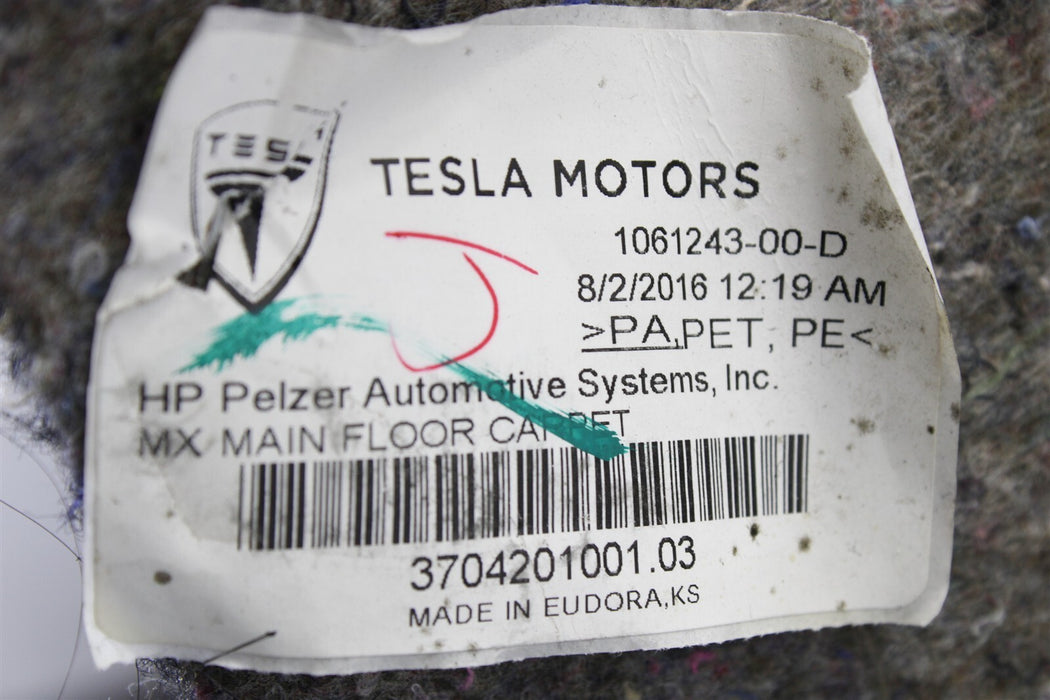 TESL
TESLA MOTORS
1061243-00-D
8/2/2016 12:19 AM
>PA, PET, PE<
HP Pelzer Automotive Systems, Inc.
MX MAIN FLOOR CARPET
3704201001.03
MADE IN EUDORA,KS